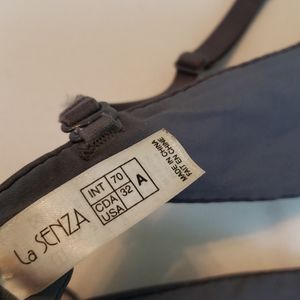 La SENZA
INT 70
CDA 32
USA
A
MADE IN CHINA
FAIT EN CHINE